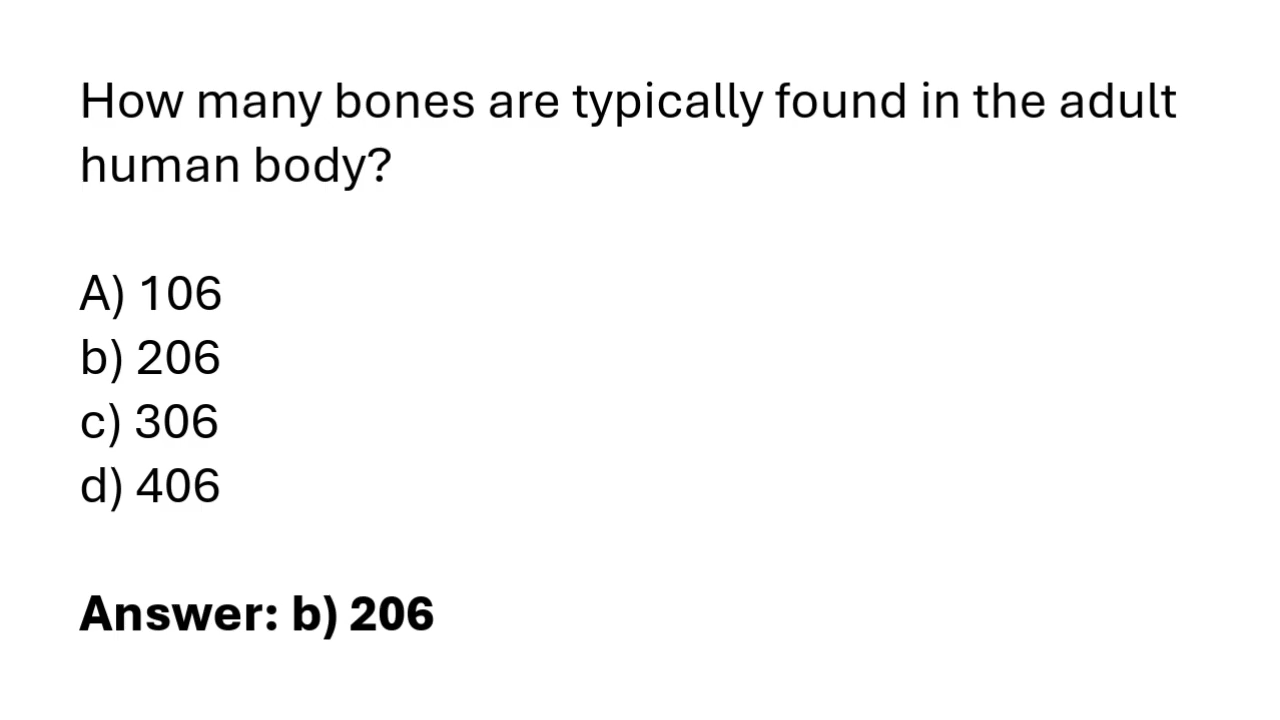 How many bones are typically found in the adult
human body?
A) 106
b) 206
c) 306
d) 406
Answer: b) 206